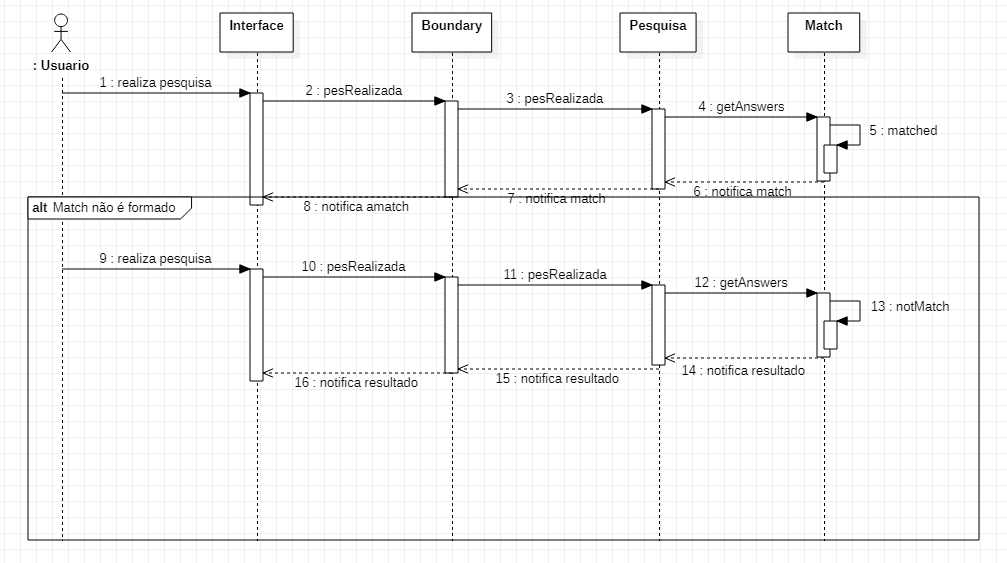 Interface
Boundary
Pesquisa
Match
: Usuario
1 : realiza pesquisa
2 : pesRealizada
3 : pesRealizada
4 : getAnswers
5 : matched
6 : notifica match
7 : notifica match
8 : notifica amatch
alt Match não é formado
9 : realiza pesquisa
10 : pesRealizada
11 : pesRealizada
12 : getAnswers
13 : notMatch
14 : notifica resultado
15 : notifica resultado
16 : notifica resultado